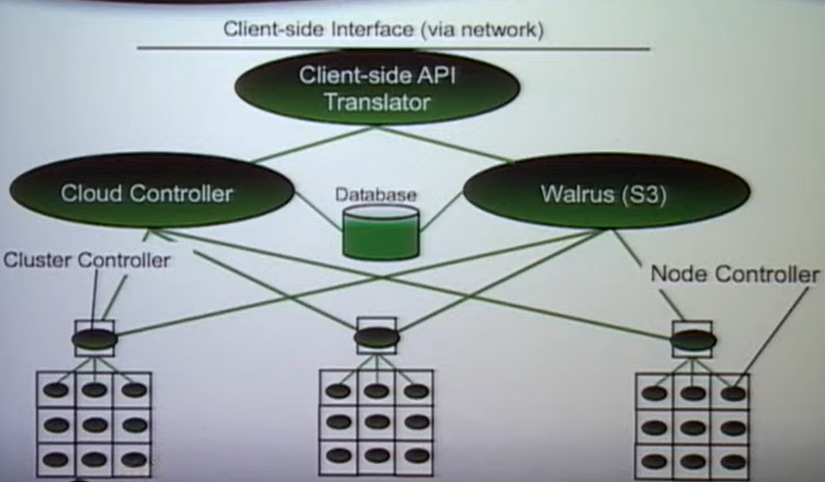 Client-side Interface (via network)
Client-side API
Translator
Cloud Controller
Database
Walrus (S3)
Cluster Controller
Node Controller